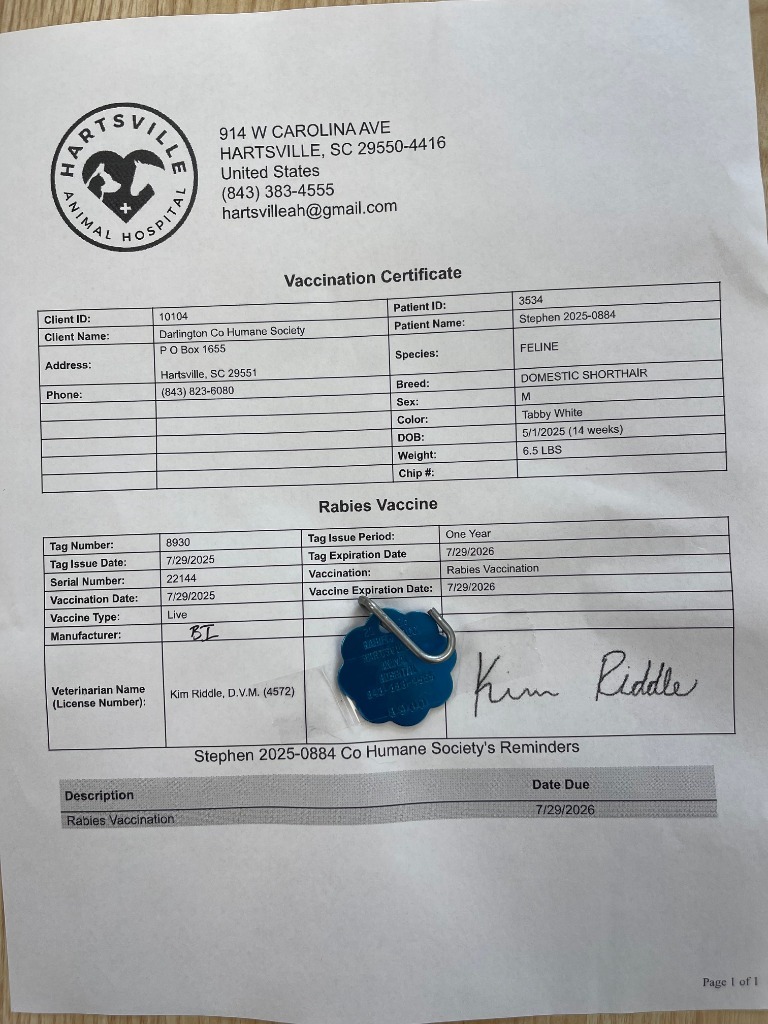 HARTSVILLE
ANIMAL HOSPITAL
914 W CAROLINA AVE
HARTSVILLE, SC 29550-4416
United States
(843) 383-4555
hartsvilleah@gmail.com
Vaccination Certificate
Client ID: 10104 Patient ID: 3534
Client Name: Darlington Co Humane Society Patient Name: Stephen 2025-0884
Address: P O Box 1655 Species: FELINE
Hartsville, SC 29551
Phone: (843) 823-6080 Breed: DOMESTIC SHORTHAIR
Sex: M
Color: Tabby White
DOB: 5/1/2025 (14 weeks)
Weight: 6.5 LBS
Chip #:
Rabies Vaccine
Tag Number: 8930 Tag Issue Period: One Year
Tag Issue Date: 7/29/2025 Tag Expiration Date 7/29/2026
Serial Number: 22144 Vaccination: Rabies Vaccination
Vaccination Date: 7/29/2025 Vaccine Expiration Date: 7/29/2026
Vaccine Type: Live
Manufacturer: BI
Veterinarian Name
(License Number): Kim Riddle, D.V.M. (4572) Kim Riddle
Stephen 2025-0884 Co Humane Society's Reminders
Description Date Due
Rabies Vaccination 7/29/2026
Page 1 of 1